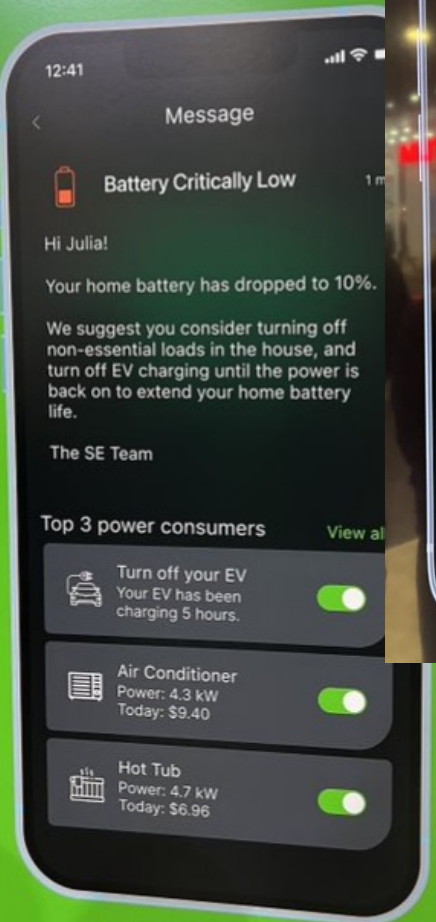 12:41
Message
Battery Critically Low
Hi Julia!
Your home battery has dropped to 10%.
We suggest you consider turning off
non-essential loads in the house, and
turn off EV charging until the power is
back on to extend your home battery
life.
The SE Team
Top 3 power consumers
View al
Turn off your EV
Your EV has been
charging 5 hours.
Air Conditioner
Power: 4.3 kW
Today: $9.40
Hot Tub
Power: 4.7 kW
Today: $6.96